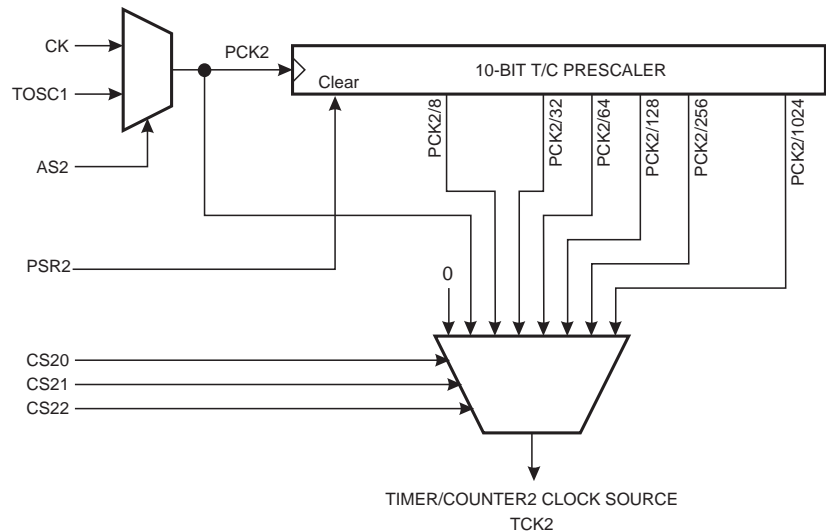 CK
PCK2
10-BIT T/C PRESCALER
TOSC1
Clear
PCK2/8
PCK2/32
PCK2/64
PCK2/128
PCK2/256
PCK2/1024
AS2
PSR2
0
CS20
CS21
CS22
TIMER/COUNTER2 CLOCK SOURCE
TCK2